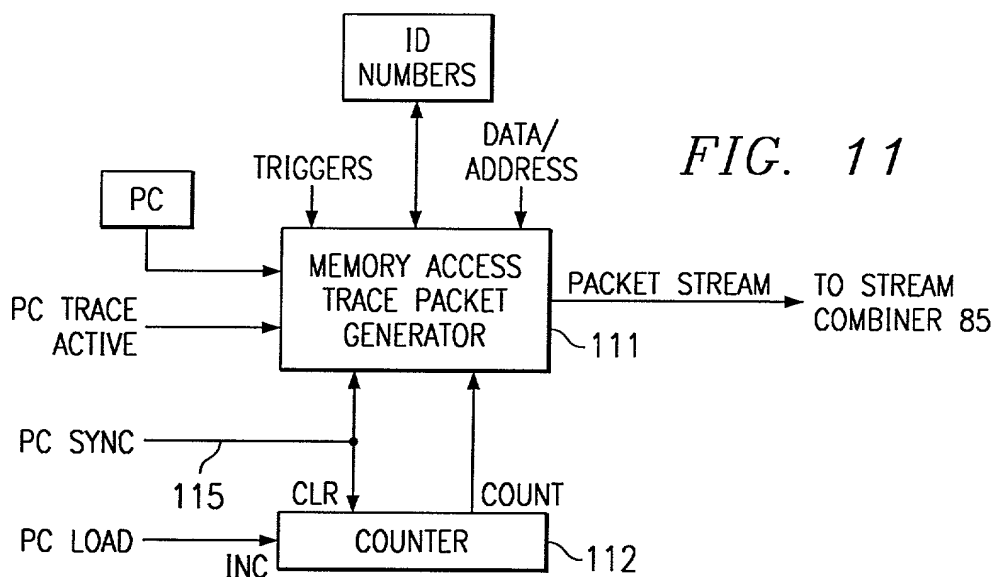 ID
NUMBERS
DATA/
ADDRESS
TRIGGERS
FIG. 11
PC
MEMORY ACCESS
TRACE PACKET
GENERATOR
PACKET STREAM
TO STREAM
COMBINER 85
PC TRACE
ACTIVE
111
PC SYNC
115
CLR
COUNT
PC LOAD
INC
COUNTER
112